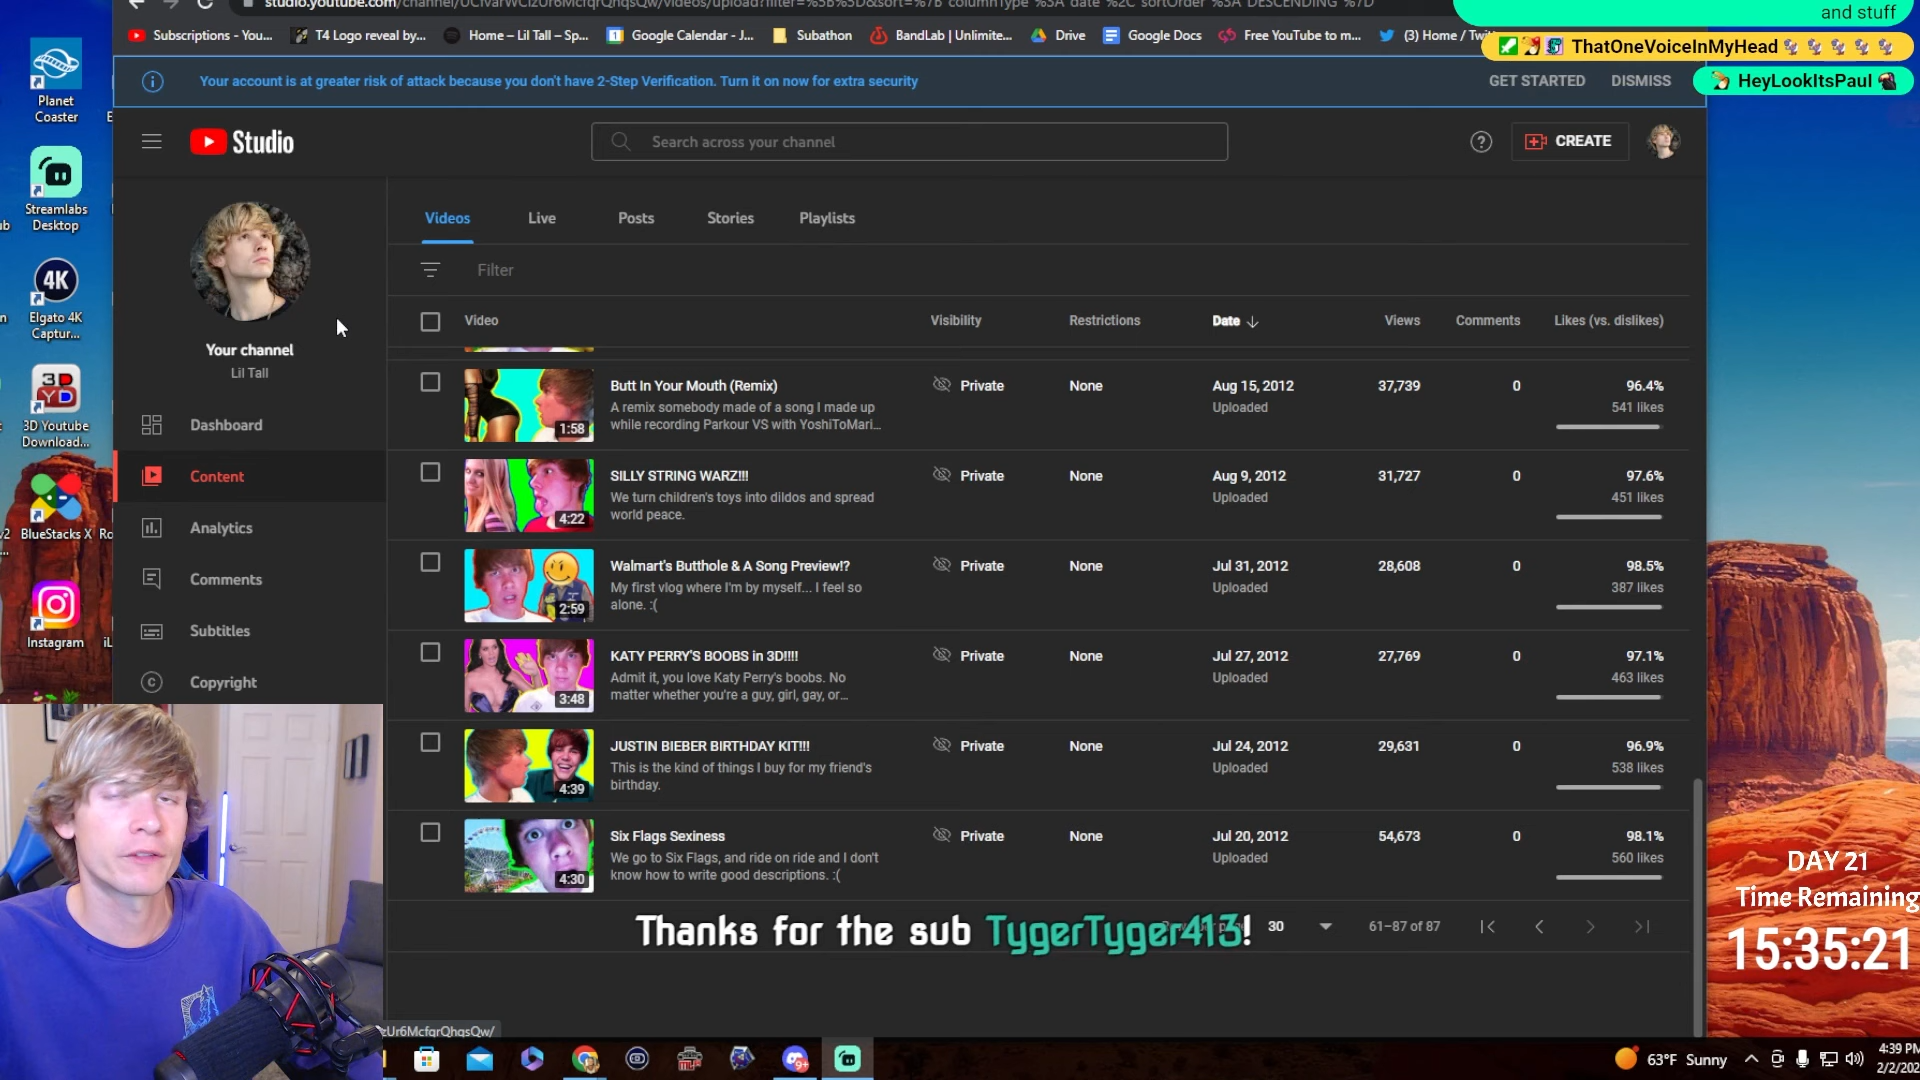 studio.youtube.com/channel/
Subscriptions - You...
T4 Logo reveal by...
Home – Lil Tall – Sp...
Google Calendar - J...
Subathon
BandLab | Unlimite...
Drive
Google Docs
Free YouTube to m...
(3) Home / Twi
and stuff
ThatOneVoiceInMyHead
HeyLookItsPaul
Your account is at greater risk of attack because you don't have 2-Step Verification. Turn it on now for extra security
GET STARTED
DISMISS
Studio
Search across your channel
CREATE
Planet
Coaster
Streamlabs
Desktop
4K
Elgato 4K
Captur...
3D
YD
3D Youtube
Download...
BlueStacks X
Ro
Instagram
Your channel
Lil Tall
Dashboard
Content
Analytics
Comments
Subtitles
Copyright
Videos
Live
Posts
Stories
Playlists
Filter
Video
Visibility
Restrictions
Date
Views
Comments
Likes (vs. dislikes)
Butt In Your Mouth (Remix)
A remix somebody made of a song I made up
while recording Parkour VS with YoshiToMari...
1:58
Private
None
Aug 15, 2012
Uploaded
37,739
0
96.4%
541 likes
SILLY STRING WARZ!!!
We turn children's toys into dildos and spread
world peace.
4:22
Private
None
Aug 9, 2012
Uploaded
31,727
0
97.6%
451 likes
Walmart's Butthole & A Song Preview!?
My first vlog where I'm by myself... I feel so
alone. :(
2:59
Private
None
Jul 31, 2012
Uploaded
28,608
0
98.5%
387 likes
KATY PERRY'S BOOBS in 3D!!!!
Admit it, you love Katy Perry's boobs. No
matter whether you're a guy, girl, gay, or...
3:48
Private
None
Jul 27, 2012
Uploaded
27,769
0
97.1%
463 likes
JUSTIN BIEBER BIRTHDAY KIT!!!
This is the kind of things I buy for my friend's
birthday.
4:39
Private
None
Jul 24, 2012
Uploaded
29,631
0
96.9%
538 likes
Six Flags Sexiness
We go to Six Flags, and ride on ride and I don't
know how to write good descriptions. :(
4:30
Private
None
Jul 20, 2012
Uploaded
54,673
0
98.1%
560 likes
Thanks for the sub TygerTyger413!
30
61–87 of 87
DAY 21
Time Remaining
15:35:21
zUr6McfqrQhqsQw/
63°F Sunny
4:39 PM
2/2/202